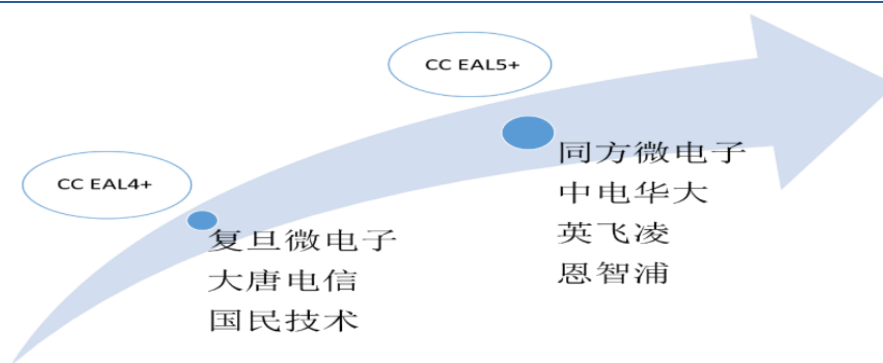 CC EAL5+
同方微电子
中电华大
英飞凌
恩智浦
CC EAL4+
复旦微电子
大唐电信
国民技术